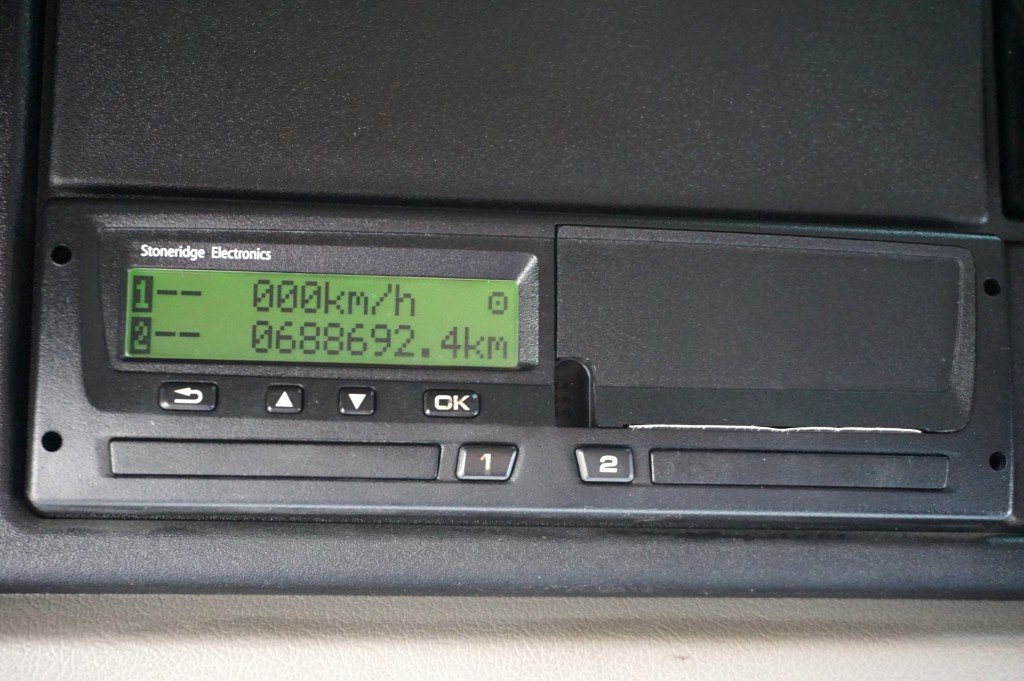 Stoneridge Electronics
1-- 000km/h
2-- 0688692.4km
OK
1
2